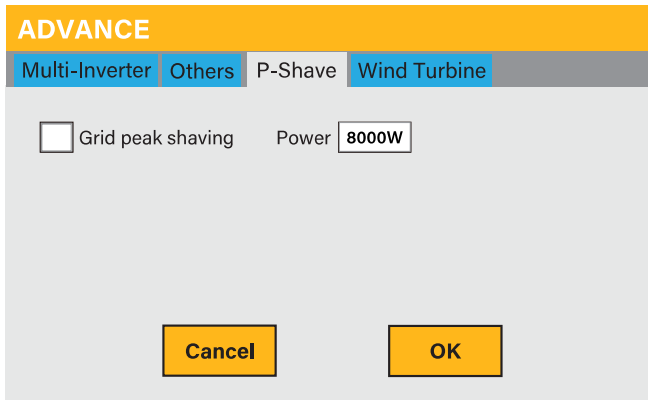 ADVANCE
Multi-Inverter Others P-Shave Wind Turbine
Grid peak shaving Power 8000W
Cancel OK